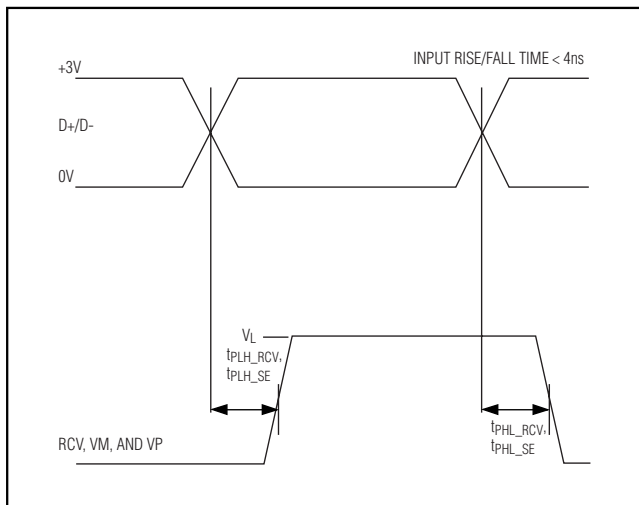 +3V
INPUT RISE/FALL TIME < 4ns
D+/D-
0V
VL
tPLH_RCV,
tPLH_SE
tPHL_RCV,
tPHL_SE
RCV, VM, AND VP